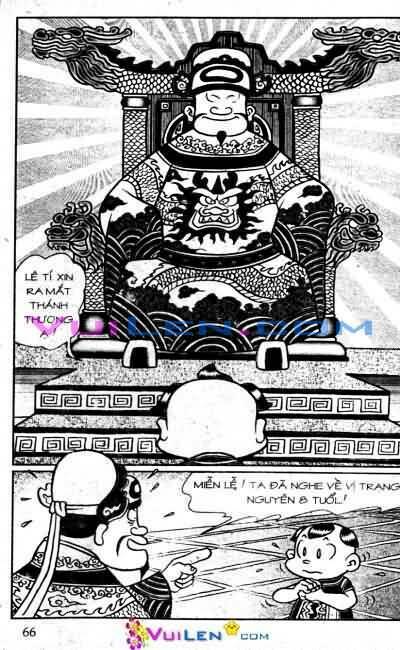 LÊ TÍ XIN
RA MẮT
THÁNH
THƯỢNG
Ạ!
VUILEN.COM
MIỄN LỄ! TA ĐÃ NGHE VỀ VỊ TRẠNG
NGUYÊN 8 TUỔI!
66
VUILEN.COM